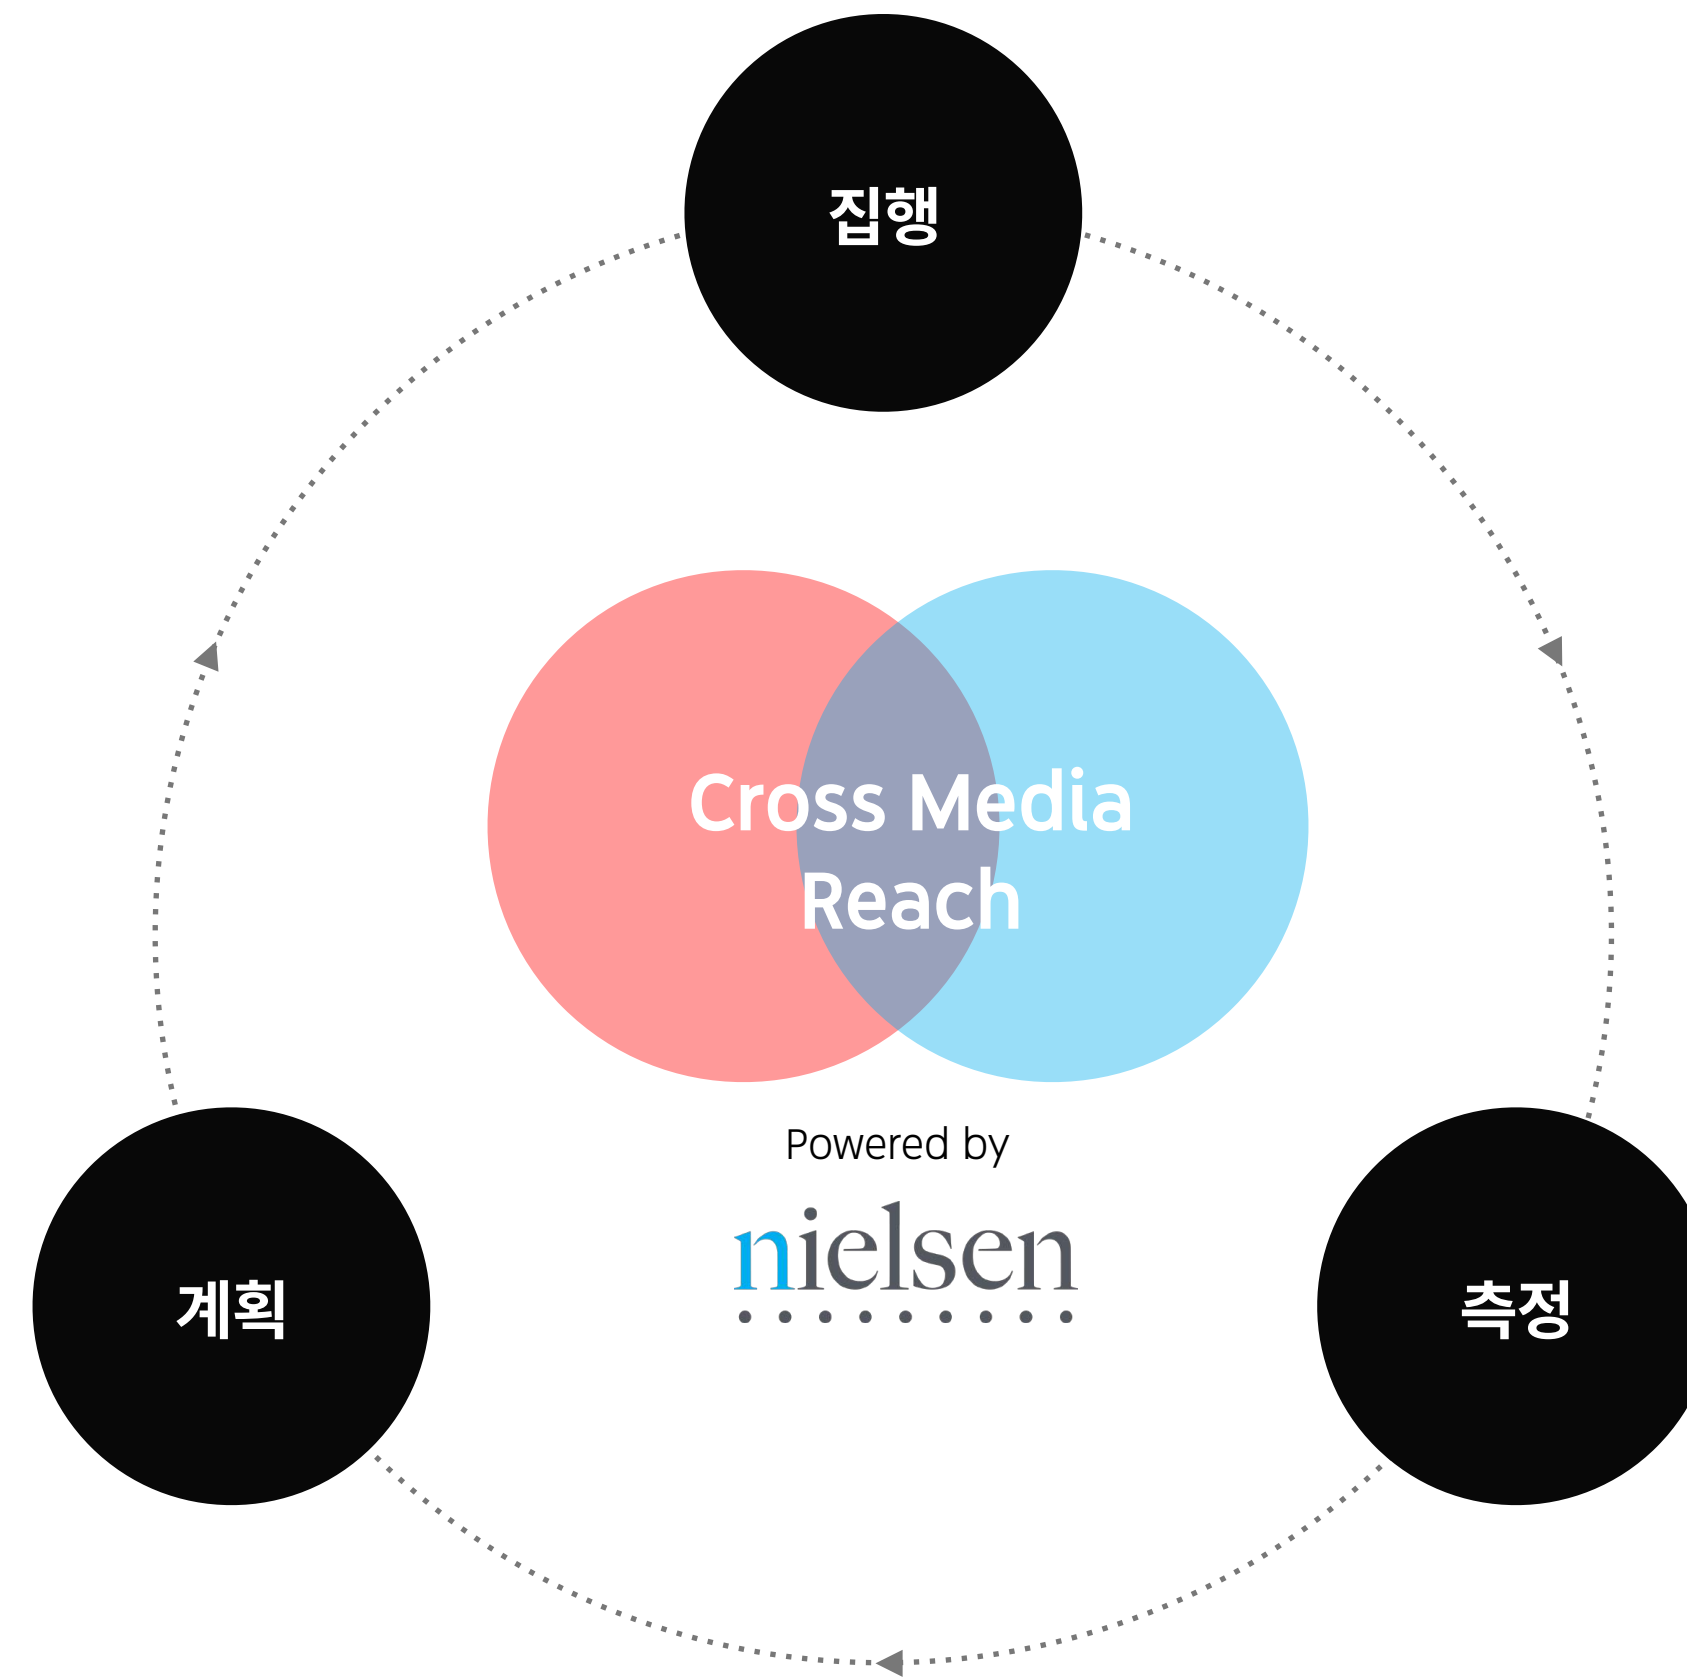 집행
Cross Media
Reach
Powered by
nielsen
계획
측정